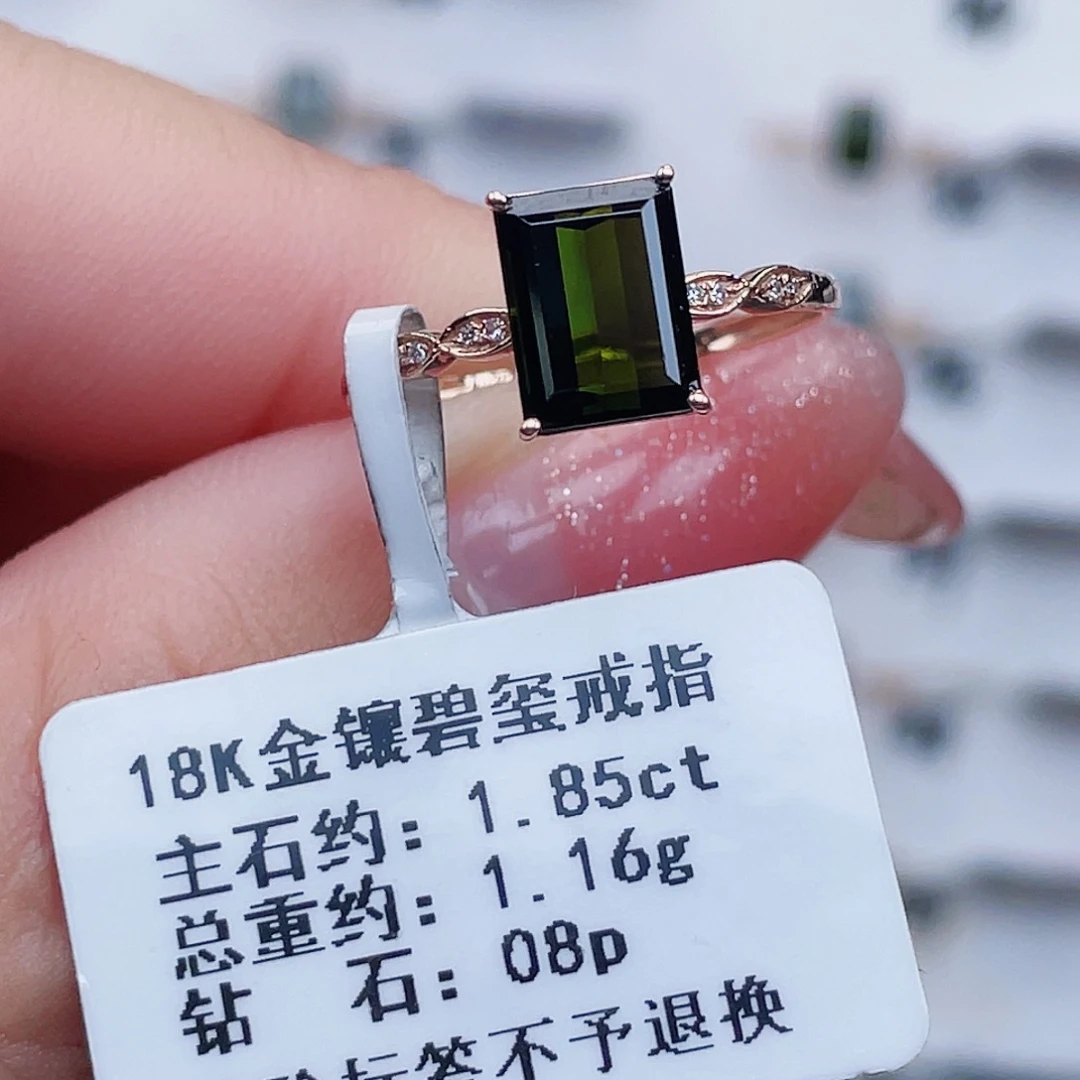 18K金镶碧玺戒指
主石约: 1.85ct
总重约: 1.16g
钻 石: 08p
标签不予退换